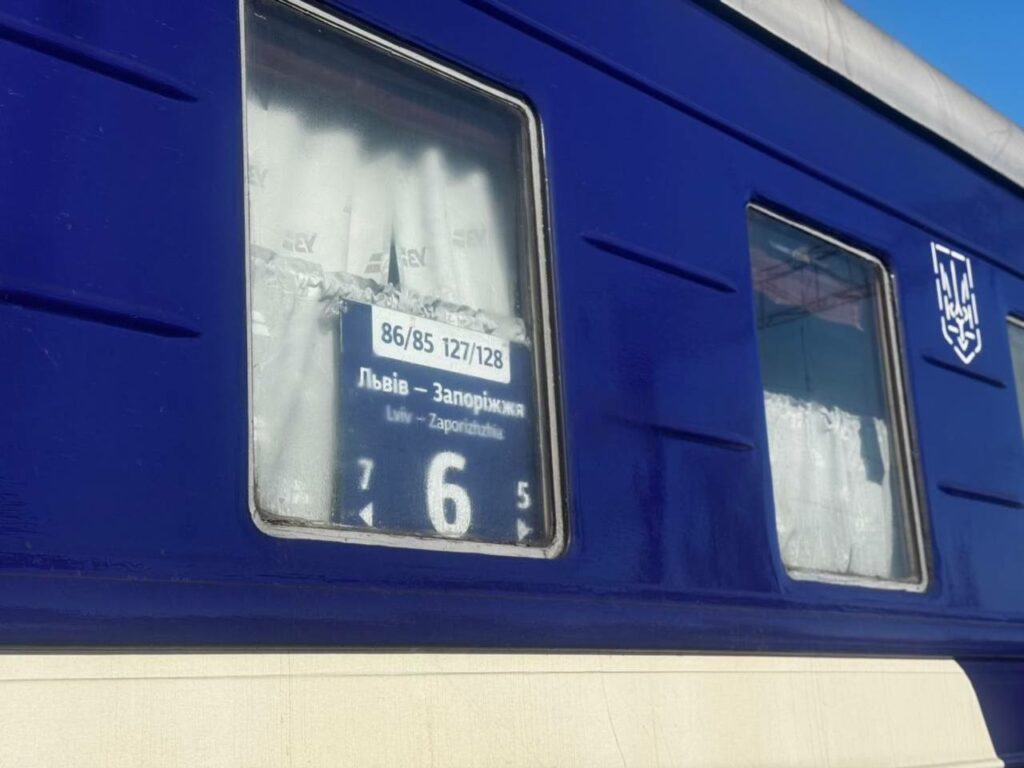 86/85 127/128
Львів – Запоріжжя
Lviv – Zaporizhzhia
7 6 5